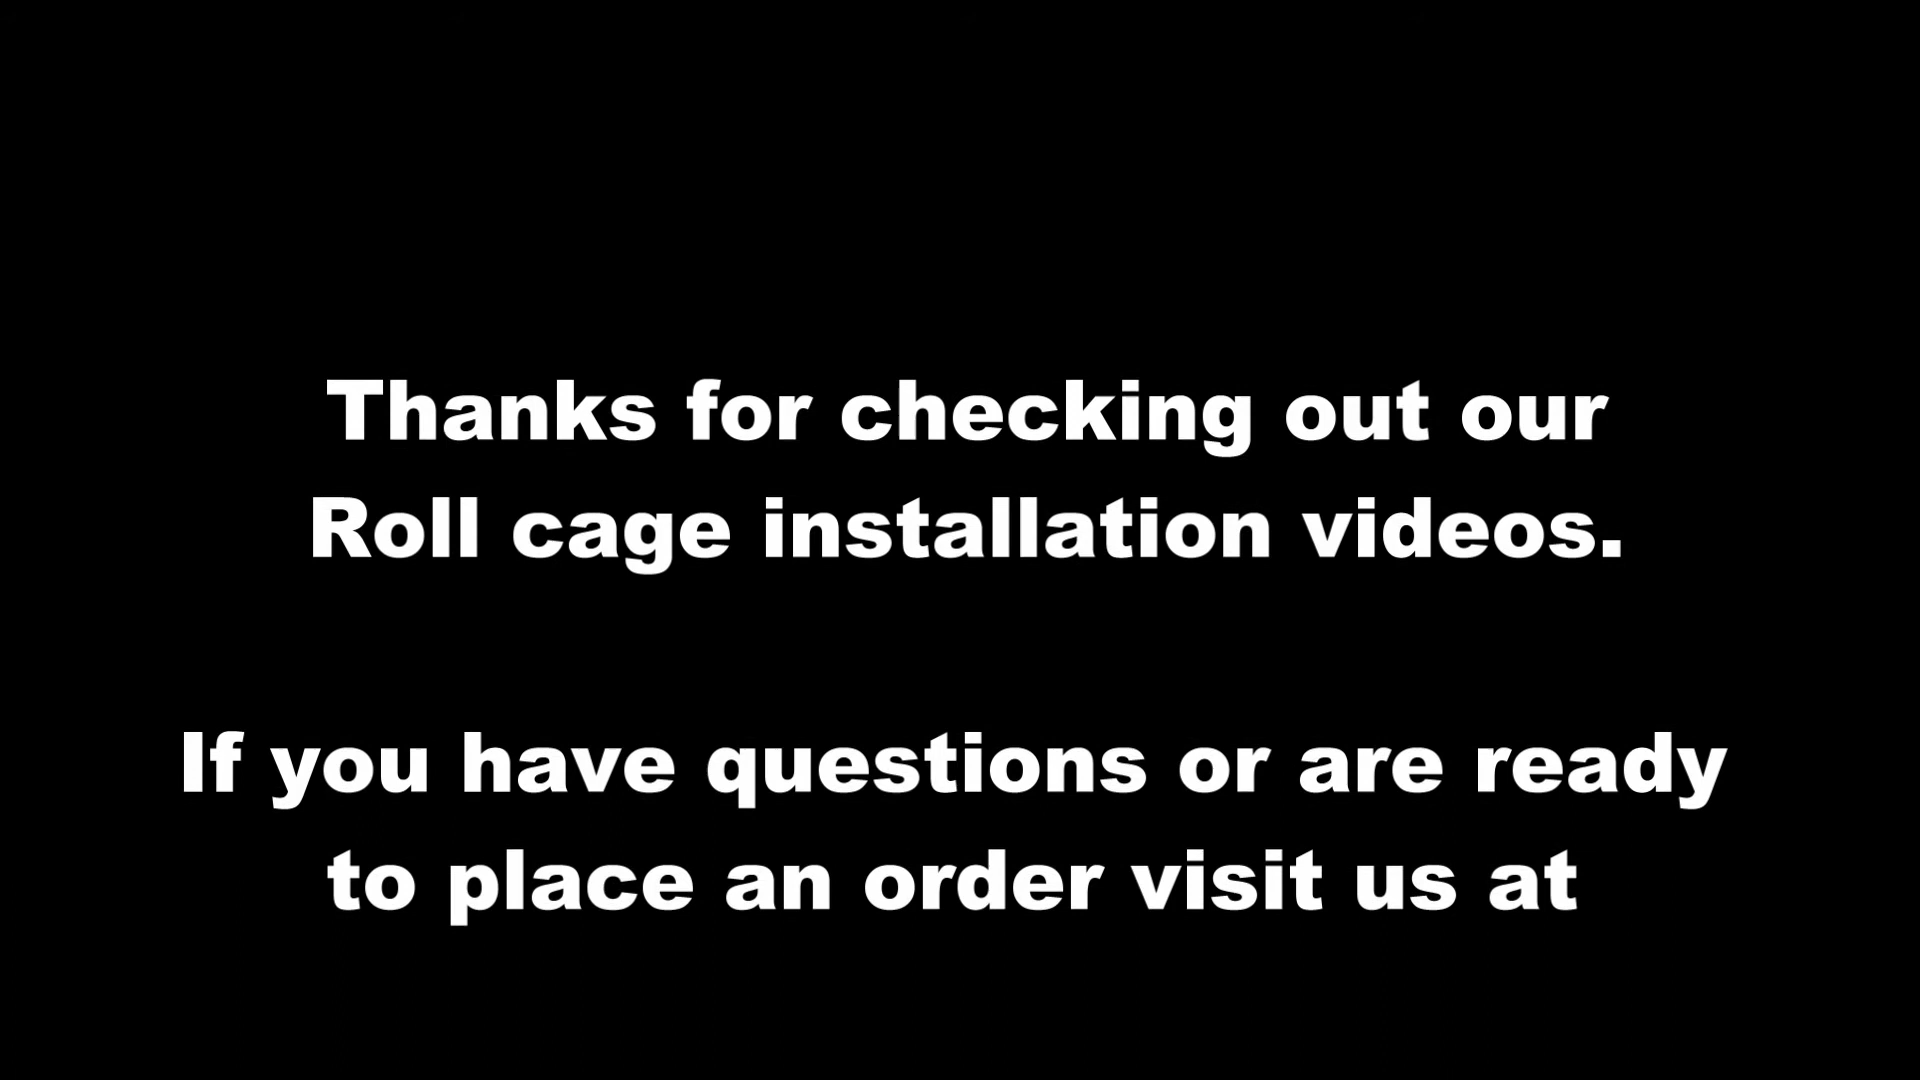 Thanks for checking out our
Roll cage installation videos.
If you have questions or are ready
to place an order visit us at